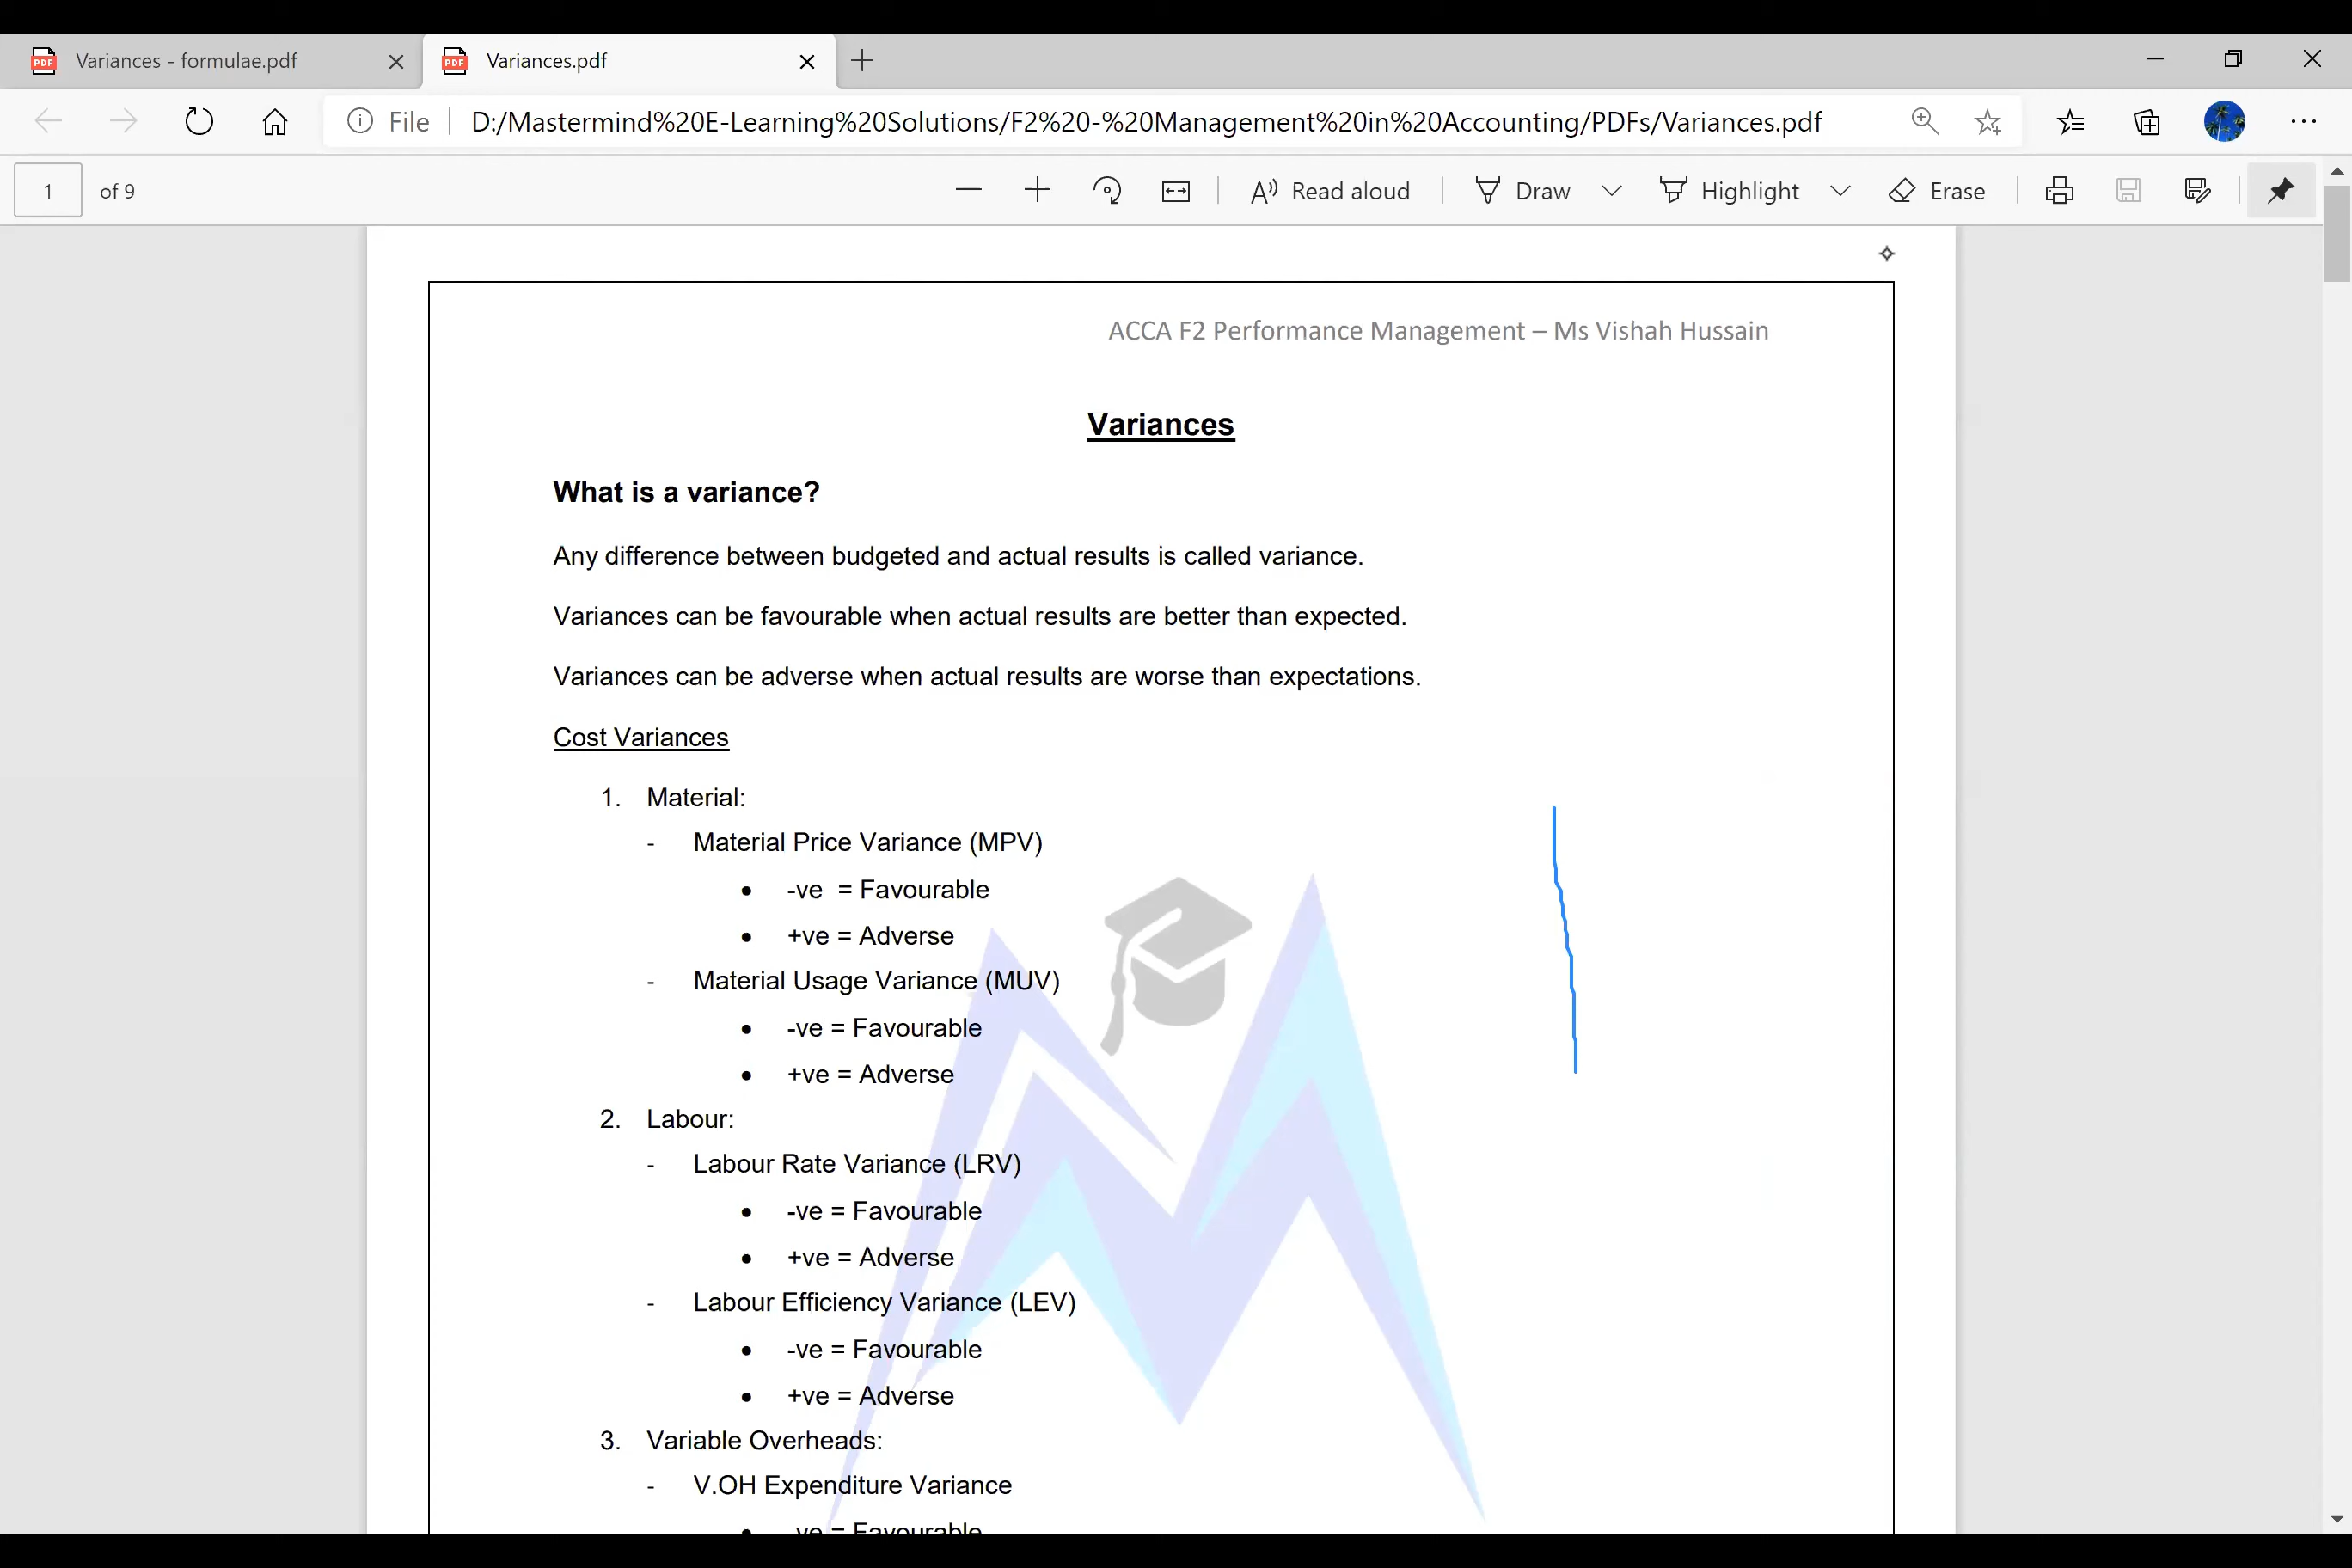 Variances - formulae.pdf
Variances.pdf
File
D:/Mastermind%20E-Learning%20Solutions/F2%20-%20Management%20in%20Accounting/PDFs/Variances.pdf
1 of 9
Read aloud
Draw
Highlight
Erase
ACCA F2 Performance Management – Ms Vishah Hussain
Variances
What is a variance?
Any difference between budgeted and actual results is called variance.
Variances can be favourable when actual results are better than expected.
Variances can be adverse when actual results are worse than expectations.
Cost Variances
1. Material:
- Material Price Variance (MPV)
• -ve = Favourable
• +ve = Adverse
- Material Usage Variance (MUV)
• -ve = Favourable
• +ve = Adverse
2. Labour:
- Labour Rate Variance (LRV)
• -ve = Favourable
• +ve = Adverse
- Labour Efficiency Variance (LEV)
• -ve = Favourable
• +ve = Adverse
3. Variable Overheads:
- V.OH Expenditure Variance
• -ve = Favourable